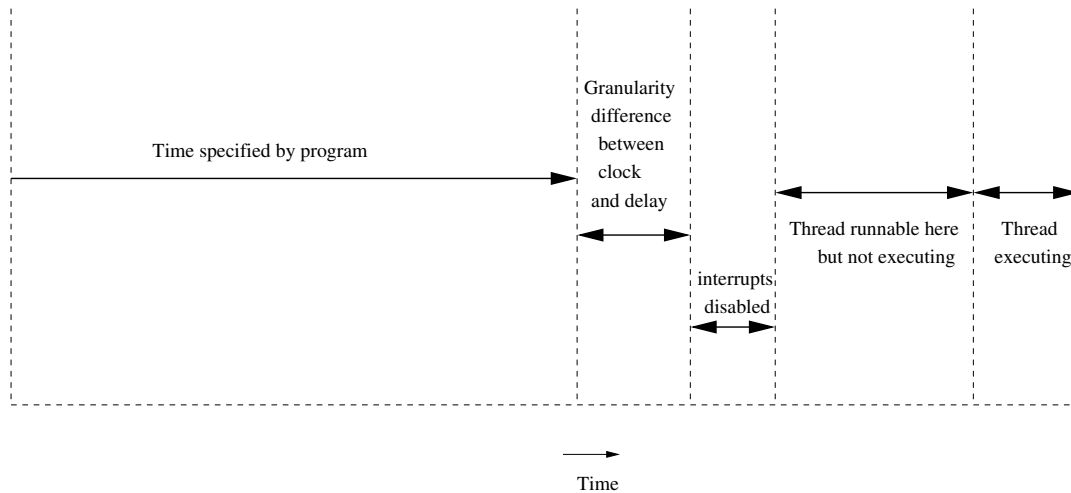 Time specified by program
Granularity
difference
between
clock
and delay
interrupts
disabled
Thread runnable here
but not executing
Thread
executing
Time